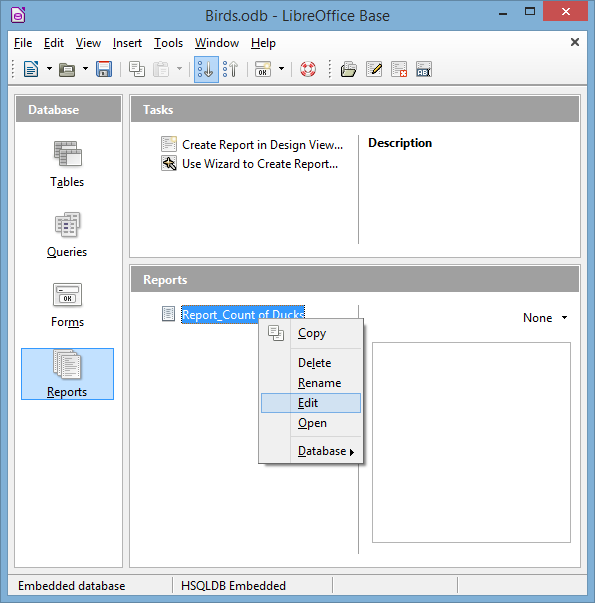 Birds.odb - LibreOffice Base
File Edit View Insert Tools Window Help
OK
Database
Tables
Queries
OK
Forms
Reports
Tasks
Create Report in Design View...
Use Wizard to Create Report...
Description
Reports
Report_Count of Ducks
None
Copy
Delete
Rename
Edit
Open
Database
Embedded database
HSQLDB Embedded